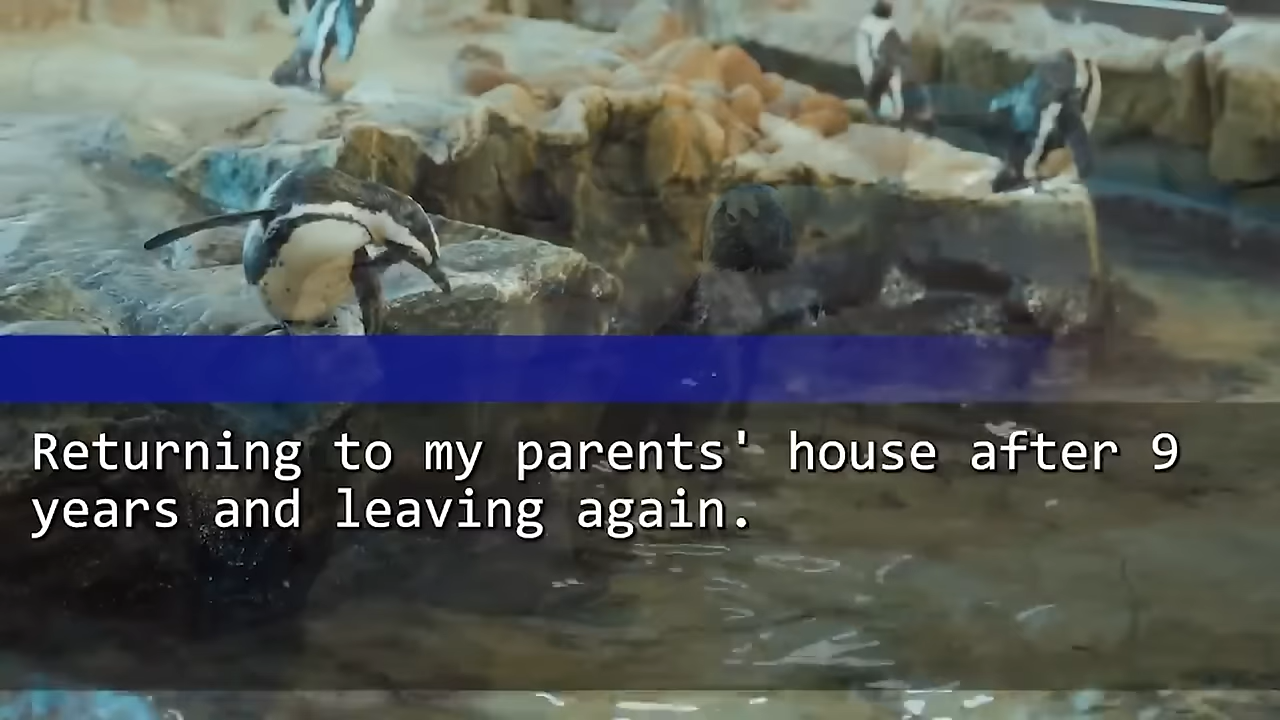 Returning to my parents' house after 9
years and leaving again.